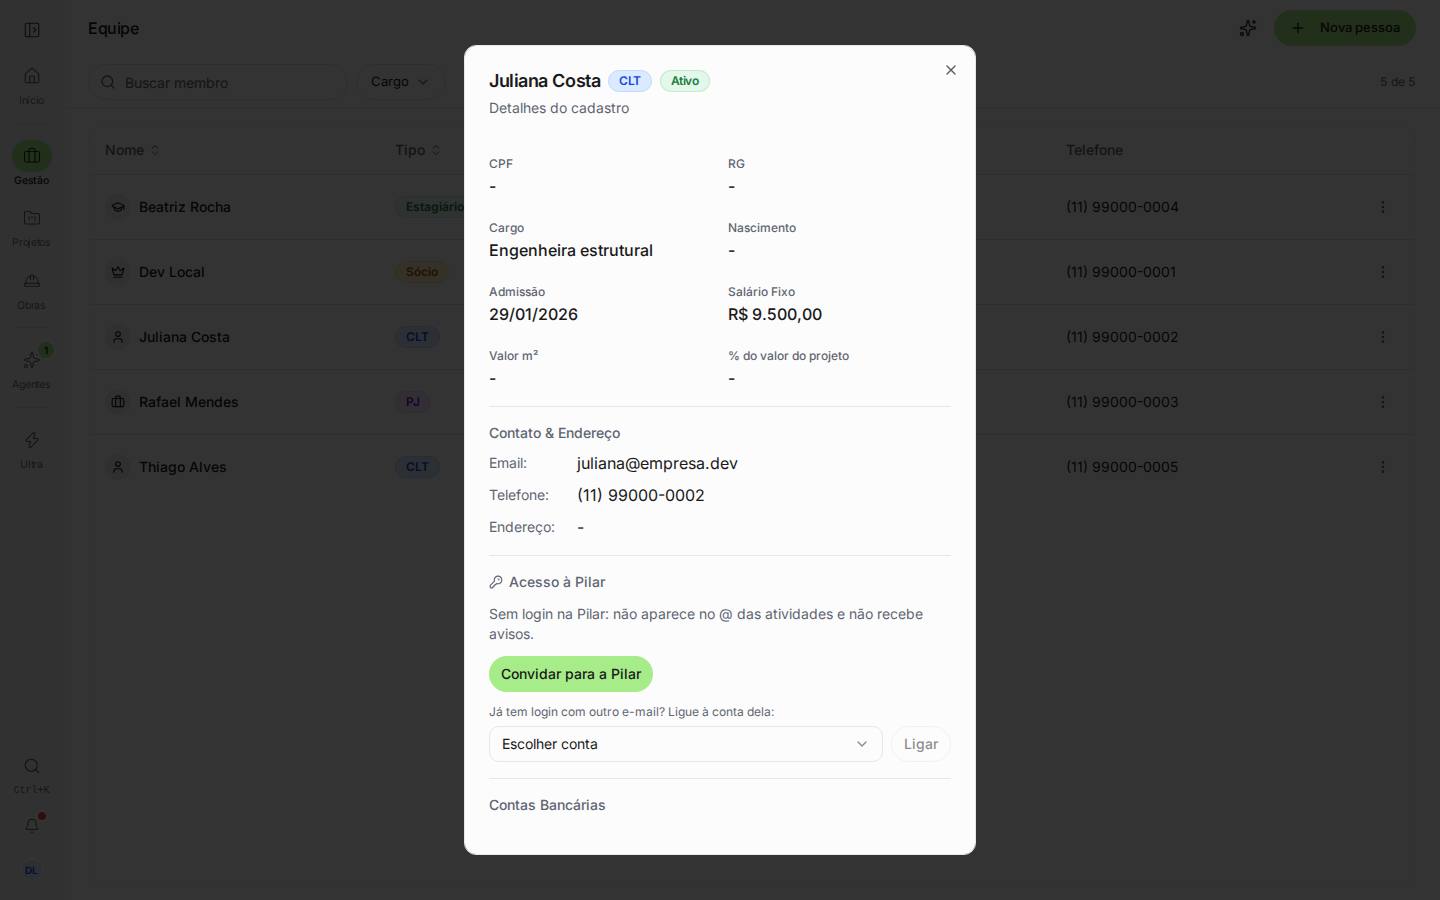 Equipe
Nova pessoa
Buscar membro
Cargo
5 de 5
Início
Gestão
Projetos
Obras
1
Agentes
Ultra
Ctrl+K
DL
Nome
Tipo
Telefone
Beatriz Rocha
Estagiário
(11) 99000-0004
Dev Local
Sócio
(11) 99000-0001
Juliana Costa
CLT
(11) 99000-0002
Rafael Mendes
PJ
(11) 99000-0003
Thiago Alves
CLT
(11) 99000-0005
Juliana Costa CLT Ativo
Detalhes do cadastro
CPF
-
RG
-
Cargo
Engenheira estrutural
Nascimento
-
Admissão
29/01/2026
Salário Fixo
R$ 9.500,00
Valor m²
-
% do valor do projeto
-
Contato & Endereço
Email: juliana@empresa.dev
Telefone: (11) 99000-0002
Endereço: -
Acesso à Pilar
Sem login na Pilar: não aparece no @ das atividades e não recebe
avisos.
Convidar para a Pilar
Já tem login com outro e-mail? Ligue à conta dela:
Escolher conta
Ligar
Contas Bancárias